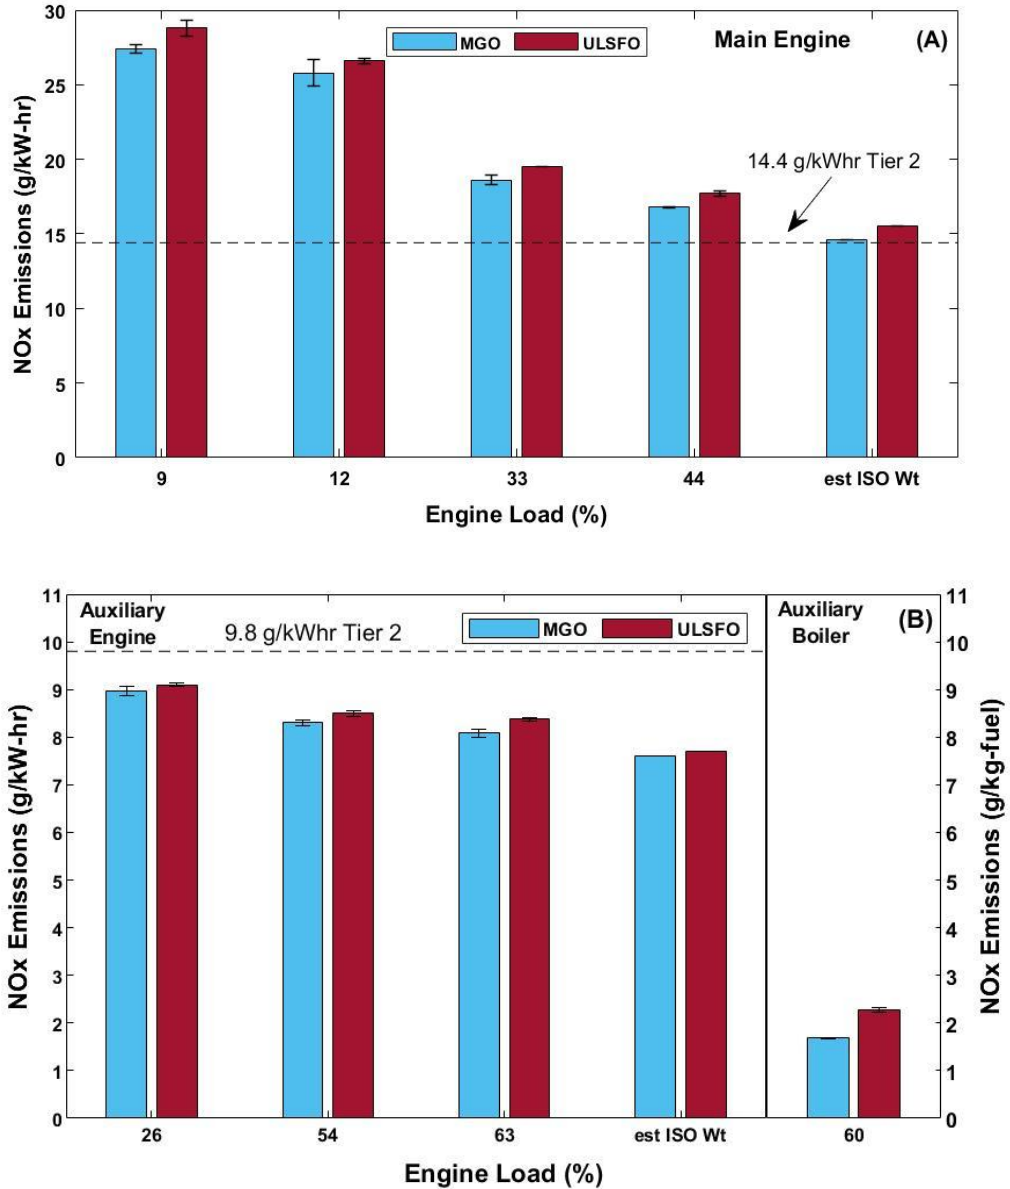 30
25
20
15
10
5
0
NOx Emissions (g/kW-hr)
MGO ULSFO
Main Engine (A)
14.4 g/kWhr Tier 2
9 12 33 44 est ISO Wt
Engine Load (%)
11
10
9
8
7
6
5
4
3
2
1
0
NOx Emissions (g/kW-hr)
Auxiliary
Engine
9.8 g/kWhr Tier 2
MGO ULSFO
Auxiliary
Boiler
(B)
11
10
9
8
7
6
5
4
3
2
1
0
NOx Emissions (g/kg-fuel)
26 54 63 est ISO Wt 60
Engine Load (%)